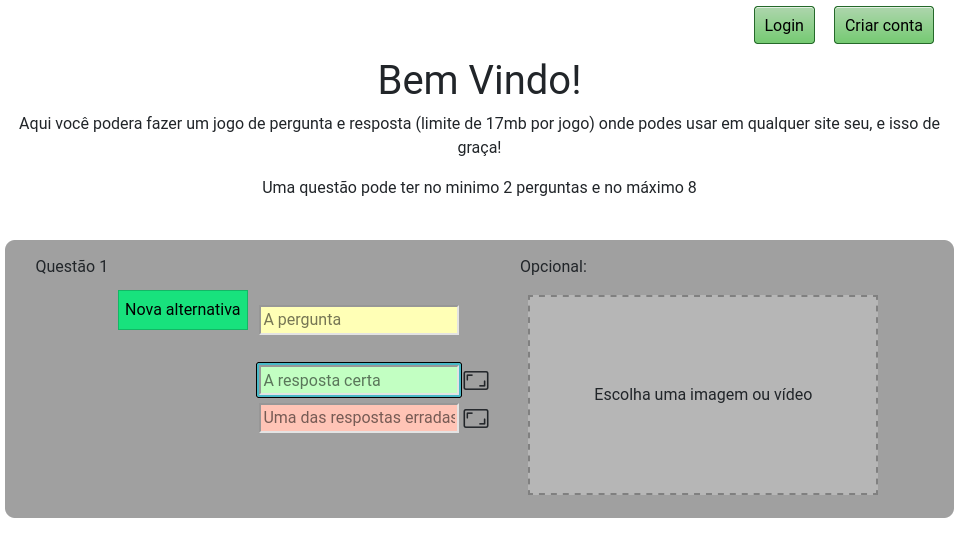 Login
Criar conta
Bem Vindo!
Aqui você podera fazer um jogo de pergunta e resposta (limite de 17mb por jogo) onde podes usar em qualquer site seu, e isso de
graça!
Uma questão pode ter no minimo 2 perguntas e no máximo 8
Questão 1
Opcional:
Nova alternativa
A pergunta
A resposta certa
Uma das respostas erradas
Escolha uma imagem ou vídeo